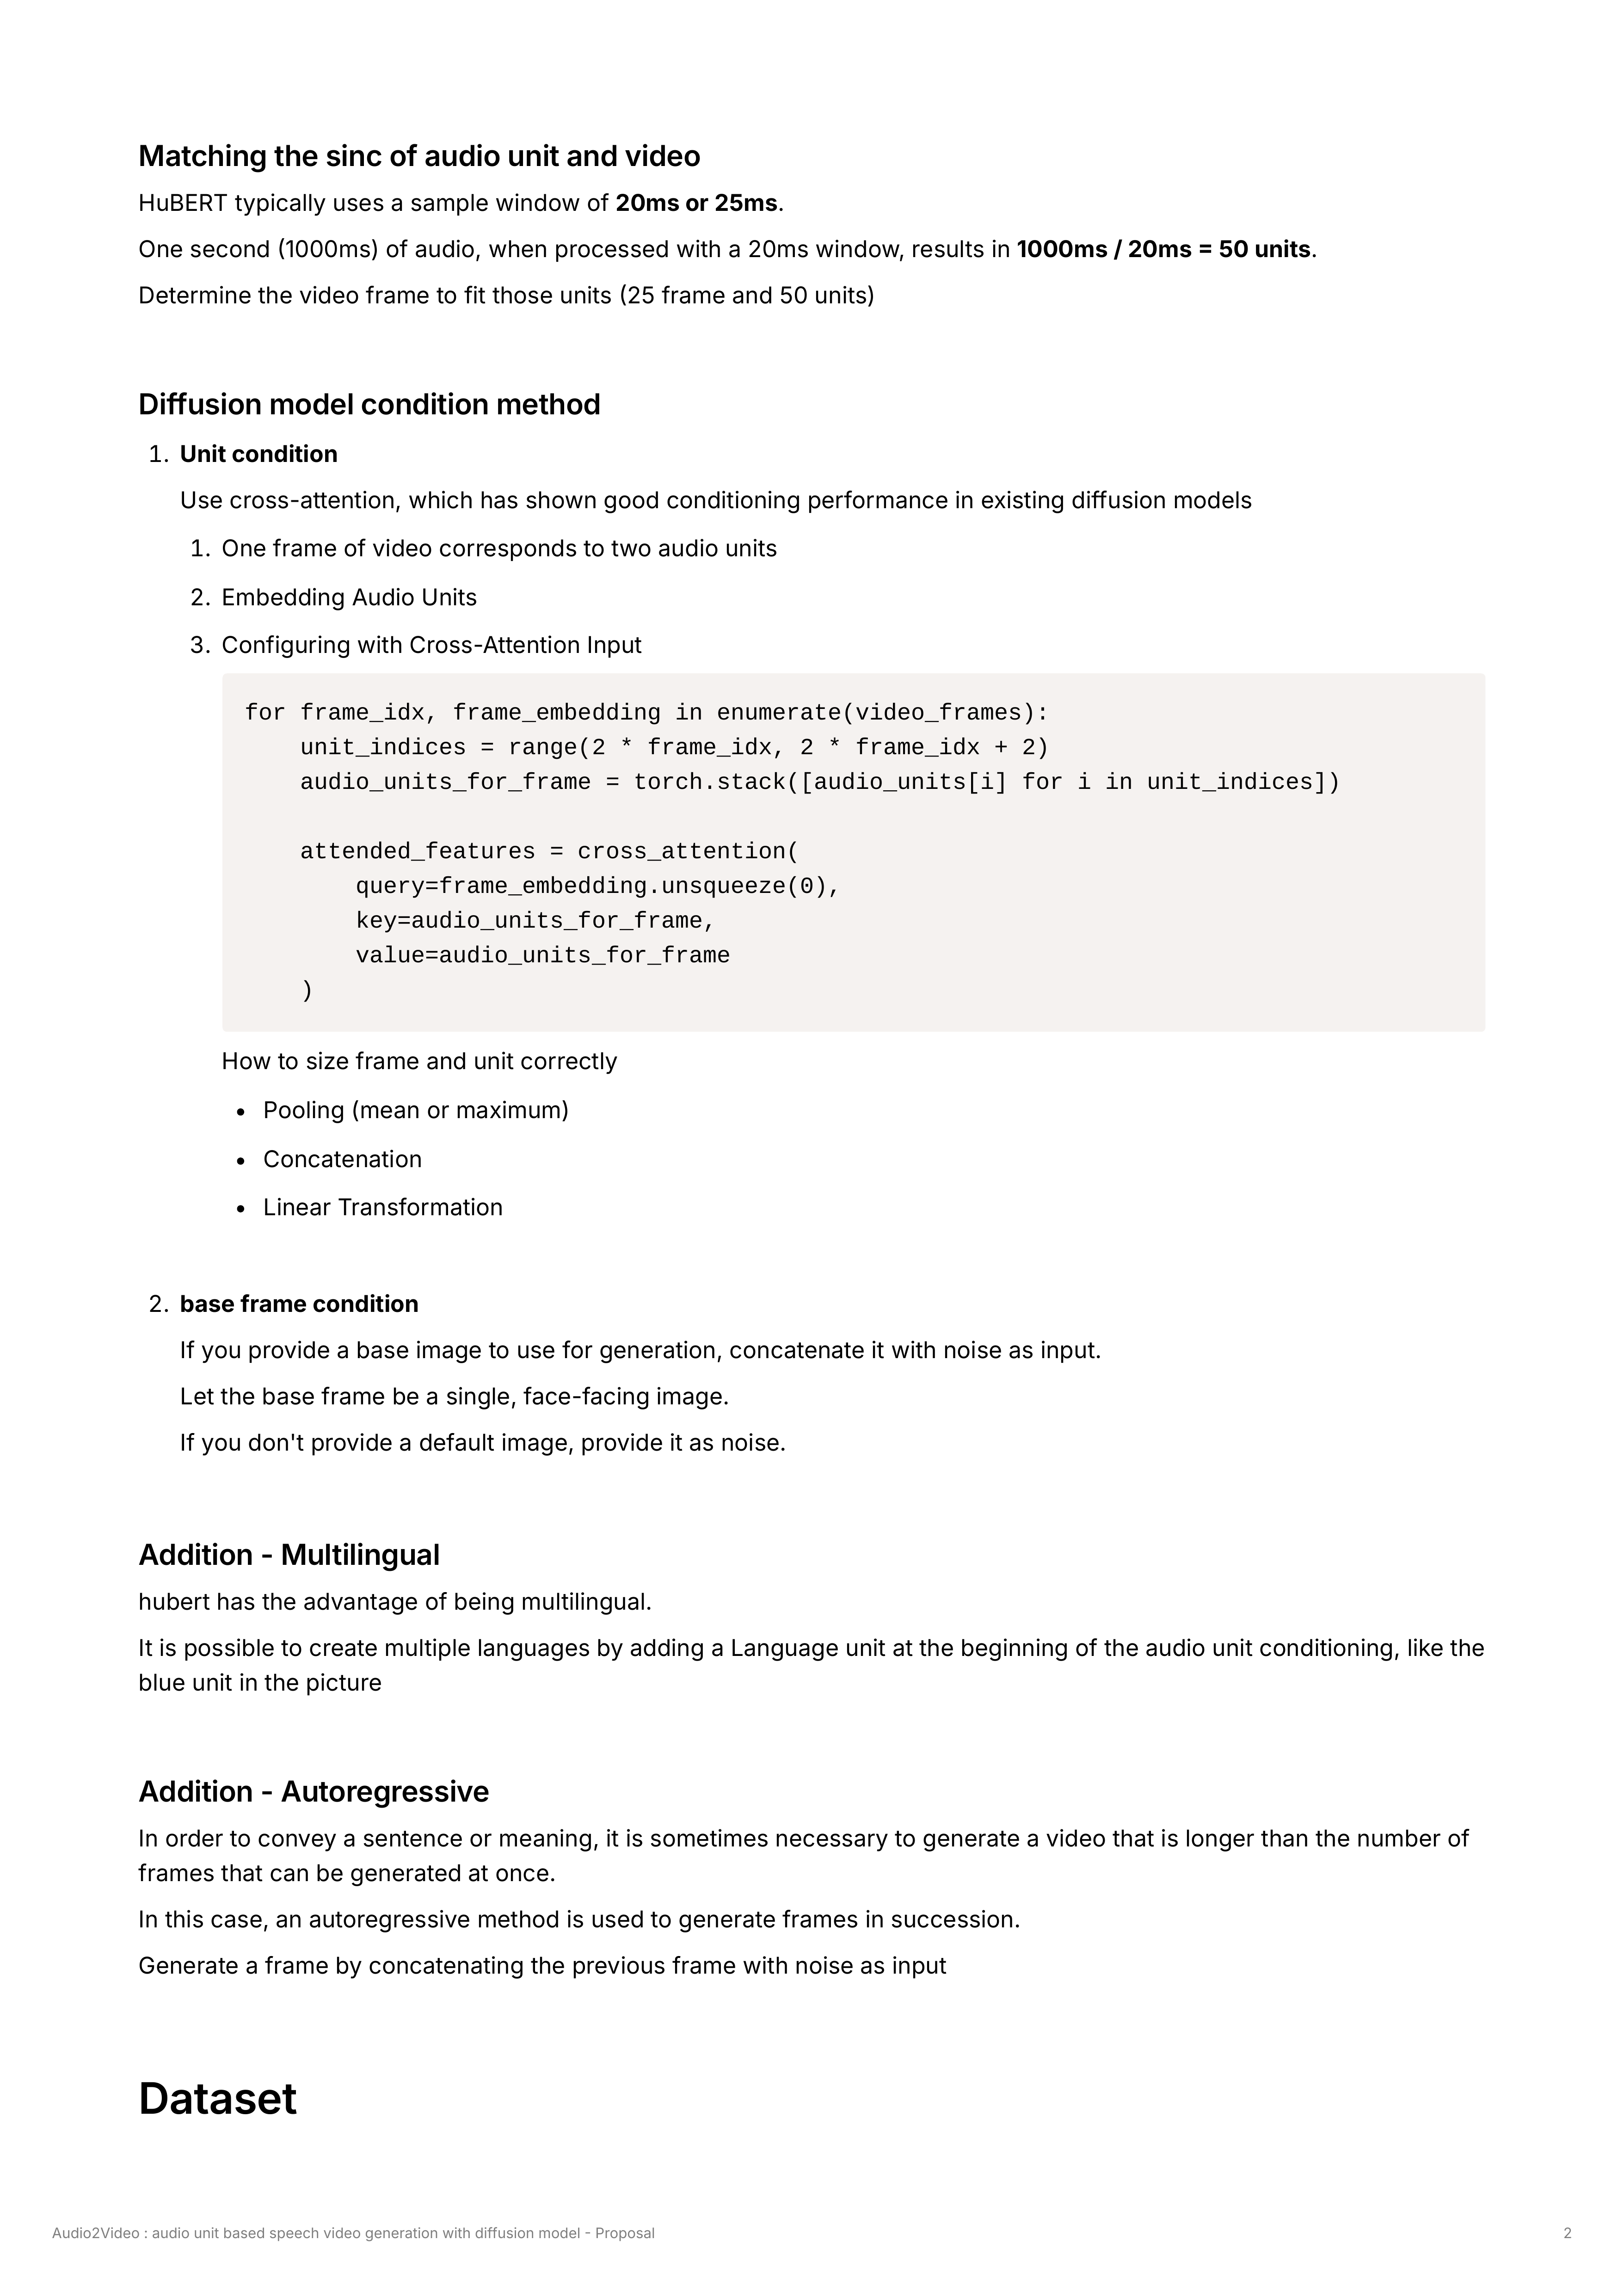 Matching the sinc of audio unit and video
HuBERT typically uses a sample window of 20ms or 25ms.
One second (1000ms) of audio, when processed with a 20ms window, results in 1000ms / 20ms = 50 units.
Determine the video frame to fit those units (25 frame and 50 units)
Diffusion model condition method
1. Unit condition
Use cross-attention, which has shown good conditioning performance in existing diffusion models
1. One frame of video corresponds to two audio units
2. Embedding Audio Units
3. Configuring with Cross-Attention Input
for frame_idx, frame_embedding in enumerate(video_frames):
    unit_indices = range(2 * frame_idx, 2 * frame_idx + 2)
    audio_units_for_frame = torch.stack([audio_units[i] for i in unit_indices])
    attended_features = cross_attention(
        query=frame_embedding.unsqueeze(0),
        key=audio_units_for_frame,
        value=audio_units_for_frame
    )
How to size frame and unit correctly
• Pooling (mean or maximum)
• Concatenation
• Linear Transformation
2. base frame condition
If you provide a base image to use for generation, concatenate it with noise as input.
Let the base frame be a single, face-facing image.
If you don't provide a default image, provide it as noise.
Addition - Multilingual
hubert has the advantage of being multilingual.
It is possible to create multiple languages by adding a Language unit at the beginning of the audio unit conditioning, like the
blue unit in the picture
Addition - Autoregressive
In order to convey a sentence or meaning, it is sometimes necessary to generate a video that is longer than the number of
frames that can be generated at once.
In this case, an autoregressive method is used to generate frames in succession.
Generate a frame by concatenating the previous frame with noise as input
Dataset
Audio2Video : audio unit based speech video generation with diffusion model - Proposal 2